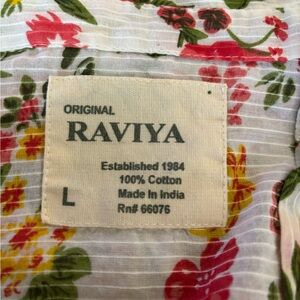 ORIGINAL
RAVIYA
Established 1984
100% Cotton
Made In India
L
Rn# 66076